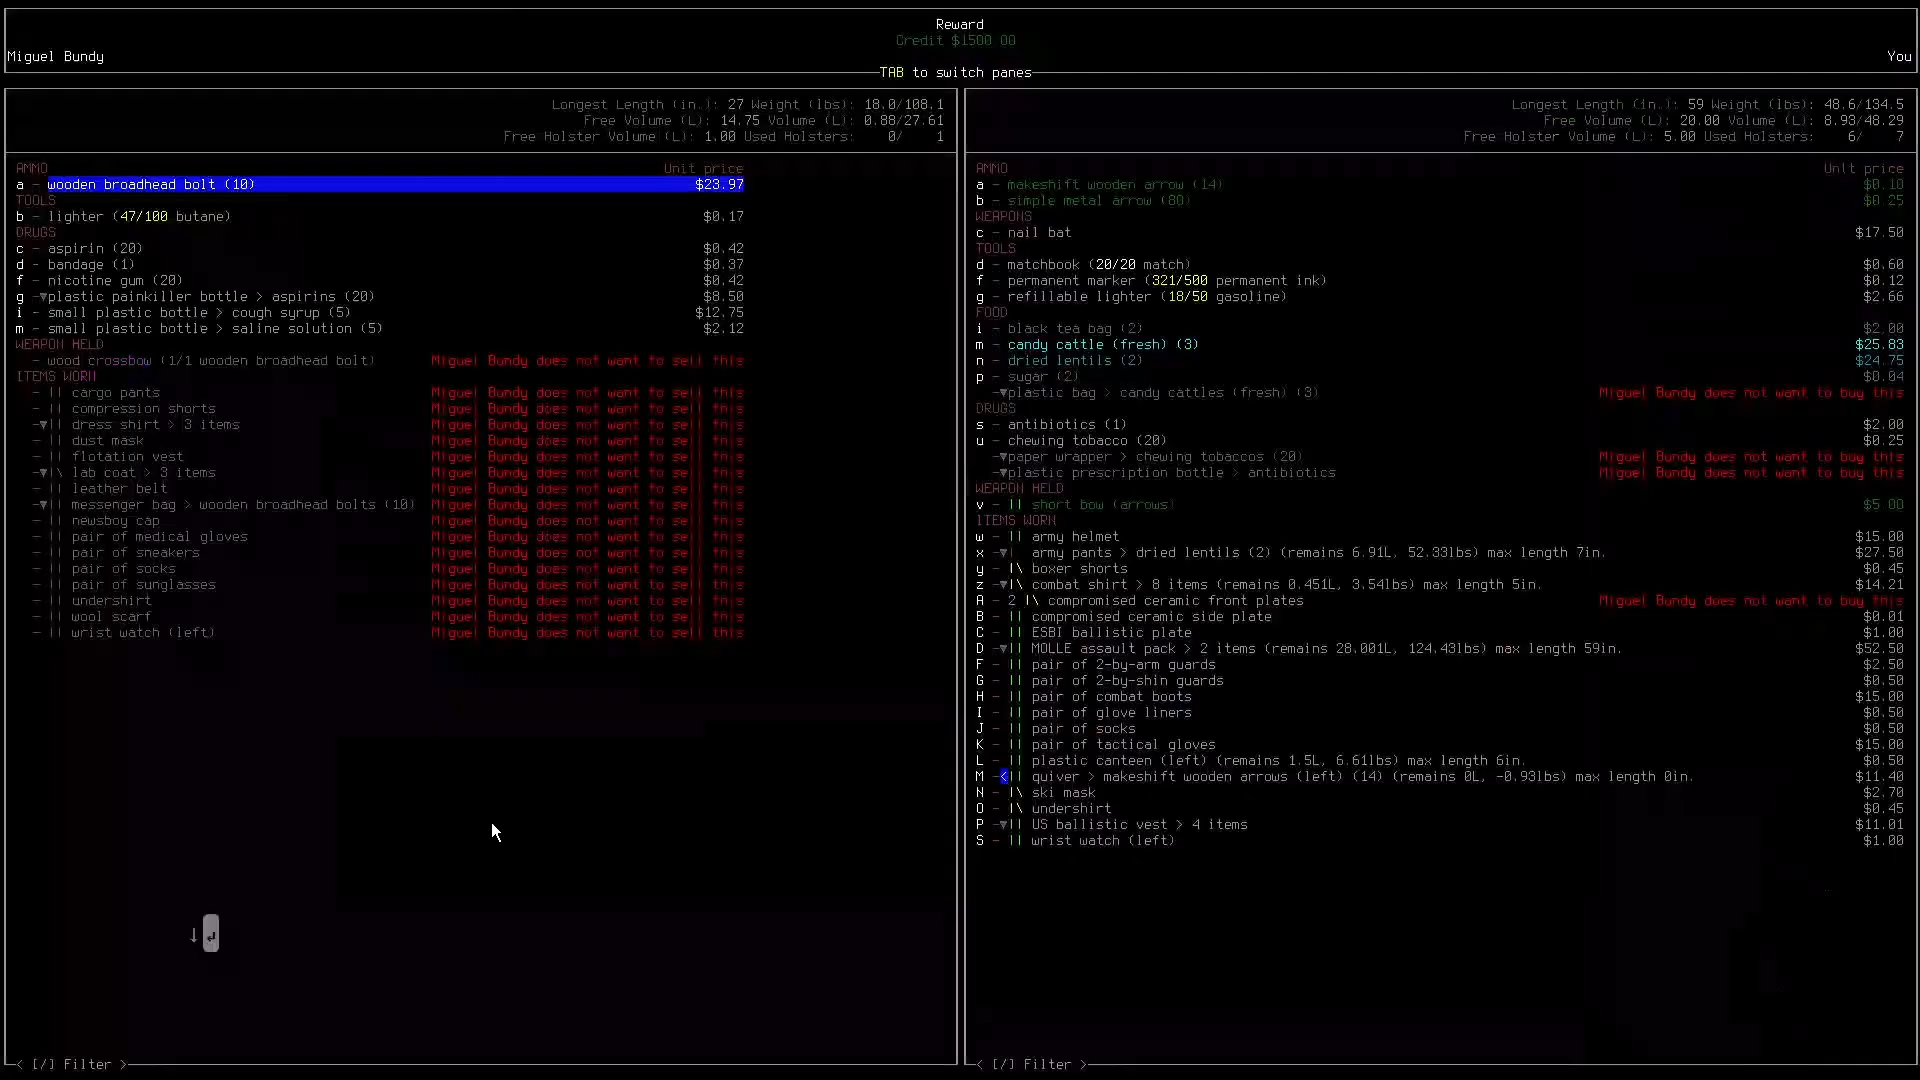 Reward
Credit $1500 00
Miguel Bundy
You
TAB to switch panes
Longest Length (in.): 27 Weight (lbs): 18.0/108.1
Free Volume (L): 14.75 Volume (L): 0.88/27.61
Free Holster Volume (L): 1.00 Used Holsters: 0/ 1
AMMO Unit price
a - wooden broadhead bolt (10) $23.97
TOOLS
b - lighter (47/100 butane) $0.17
DRUGS
c - aspirin (20) $0.42
d - bandage (1) $0.37
f - nicotine gum (20) $0.42
g -▼plastic painkiller bottle > aspirins (20) $8.50
i - small plastic bottle > cough syrup (5) $12.75
m - small plastic bottle > saline solution (5) $2.12
WEAPON HELD
- wood crossbow (1/1 wooden broadhead bolt) Miguel Bundy does not want to sell this
ITEMS WORN
- || cargo pants Miguel Bundy does not want to sell this
- || compression shorts Miguel Bundy does not want to sell this
-▼|| dress shirt > 3 items Miguel Bundy does not want to sell this
- || dust mask Miguel Bundy does not want to sell this
- || flotation vest Miguel Bundy does not want to sell this
-▼|\ lab coat > 3 items Miguel Bundy does not want to sell this
- || leather belt Miguel Bundy does not want to sell this
-▼|| messenger bag > wooden broadhead bolts (10) Miguel Bundy does not want to sell this
- || newsboy cap Miguel Bundy does not want to sell this
- || pair of medical gloves Miguel Bundy does not want to sell this
- || pair of sneakers Miguel Bundy does not want to sell this
- || pair of socks Miguel Bundy does not want to sell this
- || pair of sunglasses Miguel Bundy does not want to sell this
- || undershirt Miguel Bundy does not want to sell this
- || wool scarf Miguel Bundy does not want to sell this
- || wrist watch (left) Miguel Bundy does not want to sell this
↓ ↲
< [/] Filter >
Longest Length (in.): 59 Weight (lbs): 48.6/134.5
Free Volume (L): 20.00 Volume (L): 8.93/48.29
Free Holster Volume (L): 5.00 Used Holsters: 6/ 7
AMMO Unit price
a - makeshift wooden arrow (14) $0.10
b - simple metal arrow (80) $0 25
WEAPONS
c - nail bat $17.50
TOOLS
d - matchbook (20/20 match) $0.60
f - permanent marker (321/500 permanent ink) $0.12
g - refillable lighter (18/50 gasoline) $2.66
FOOD
i - black tea bag (2) $2.00
m - candy cattle (fresh) (3) $25.83
n - dried lentils (2) $24.75
p - sugar (2) $0.04
-▼plastic bag > candy cattles (fresh) (3) Miguel Bundy does not want to buy this
DRUGS
s - antibiotics (1) $2.00
u - chewing tobacco (20) $0.25
-▼paper wrapper > chewing tobaccos (20) Miguel Bundy does not want to buy this
-▼plastic prescription bottle > antibiotics Miguel Bundy does not want to buy this
WEAPON HELD
v - || short bow (arrows) $5 00
ITEMS WORN
w - || army helmet $15.00
x -▼| army pants > dried lentils (2) (remains 6.91L, 52.33lbs) max length 7in. $27.50
y - |\ boxer shorts $0.45
z -▼|\ combat shirt > 8 items (remains 0.451L, 3.54lbs) max length 5in. $14.21
A - 2 |\ compromised ceramic front plates Miguel Bundy does not want to buy this
B - || compromised ceramic side plate $0.01
C - || ESBI ballistic plate $1.00
D -▼|| MOLLE assault pack > 2 items (remains 28.001L, 124.43lbs) max length 59in. $52.50
F - || pair of 2-by-arm guards $2.50
G - || pair of 2-by-shin guards $0.50
H - || pair of combat boots $15.00
I - || pair of glove liners $0.50
J - || pair of socks $0.50
K - || pair of tactical gloves $15.00
L - || plastic canteen (left) (remains 1.5L, 6.61lbs) max length 6in. $0.50
M -<|| quiver > makeshift wooden arrows (left) (14) (remains 0L, -0.93lbs) max length 0in. $11.40
N - |\ ski mask $2.70
O - |\ undershirt $0.45
P -▼|| US ballistic vest > 4 items $11.01
S - || wrist watch (left) $1.00
< [/] Filter >